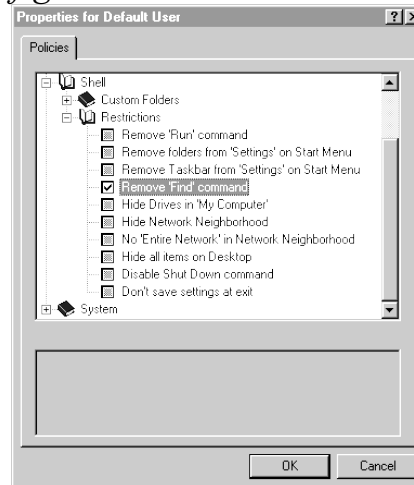 Properties for Default User
Policies
Shell
Custom Folders
Restrictions
Remove 'Run' command
Remove folders from 'Settings' on Start Menu
Remove Taskbar from 'Settings' on Start Menu
Remove 'Find' command
Hide Drives in 'My Computer'
Hide Network Neighborhood
No 'Entire Network' in Network Neighborhood
Hide all items on Desktop
Disable Shut Down command
Don't save settings at exit
System
OK Cancel